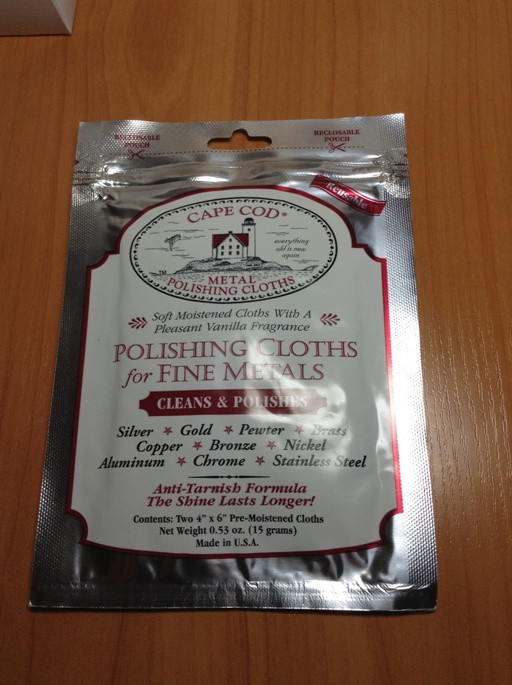 RECLOSABLE
POUCH
RECLOSABLE
POUCH
Reusable
CAPE COD®
everything
old is new
again
TM
METAL
POLISHING CLOTHS
Soft Moistened Cloths With A
Pleasant Vanilla Fragrance
POLISHING CLOTHS
for FINE METALS
CLEANS & POLISHES
Silver ★ Gold ★ Pewter ★ Brass
Copper ★ Bronze ★ Nickel
Aluminum ★ Chrome ★ Stainless Steel
Anti-Tarnish Formula
The Shine Lasts Longer!
Contents: Two 4" x 6" Pre-Moistened Cloths
Net Weight 0.53 oz. (15 grams)
Made in U.S.A.